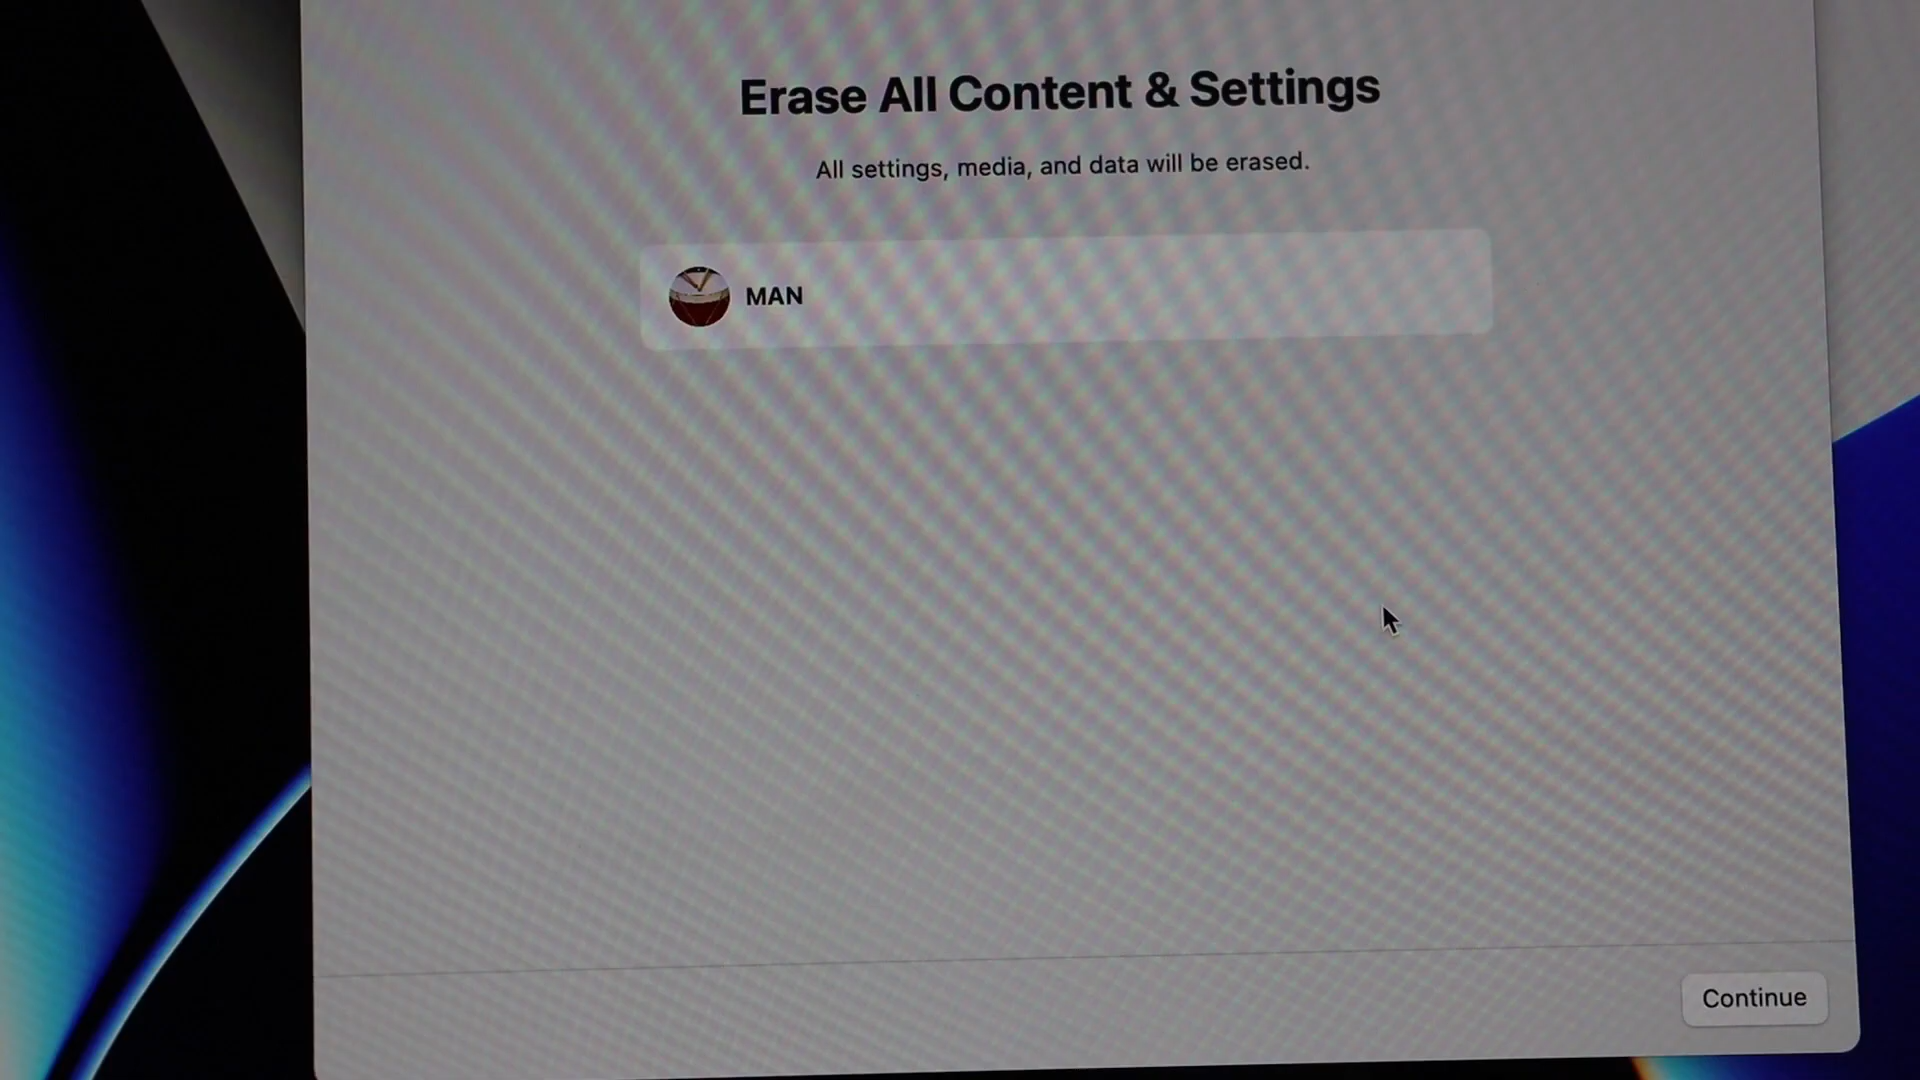 Erase All Content & Settings
All settings, media, and data will be erased.
MAN
Continue